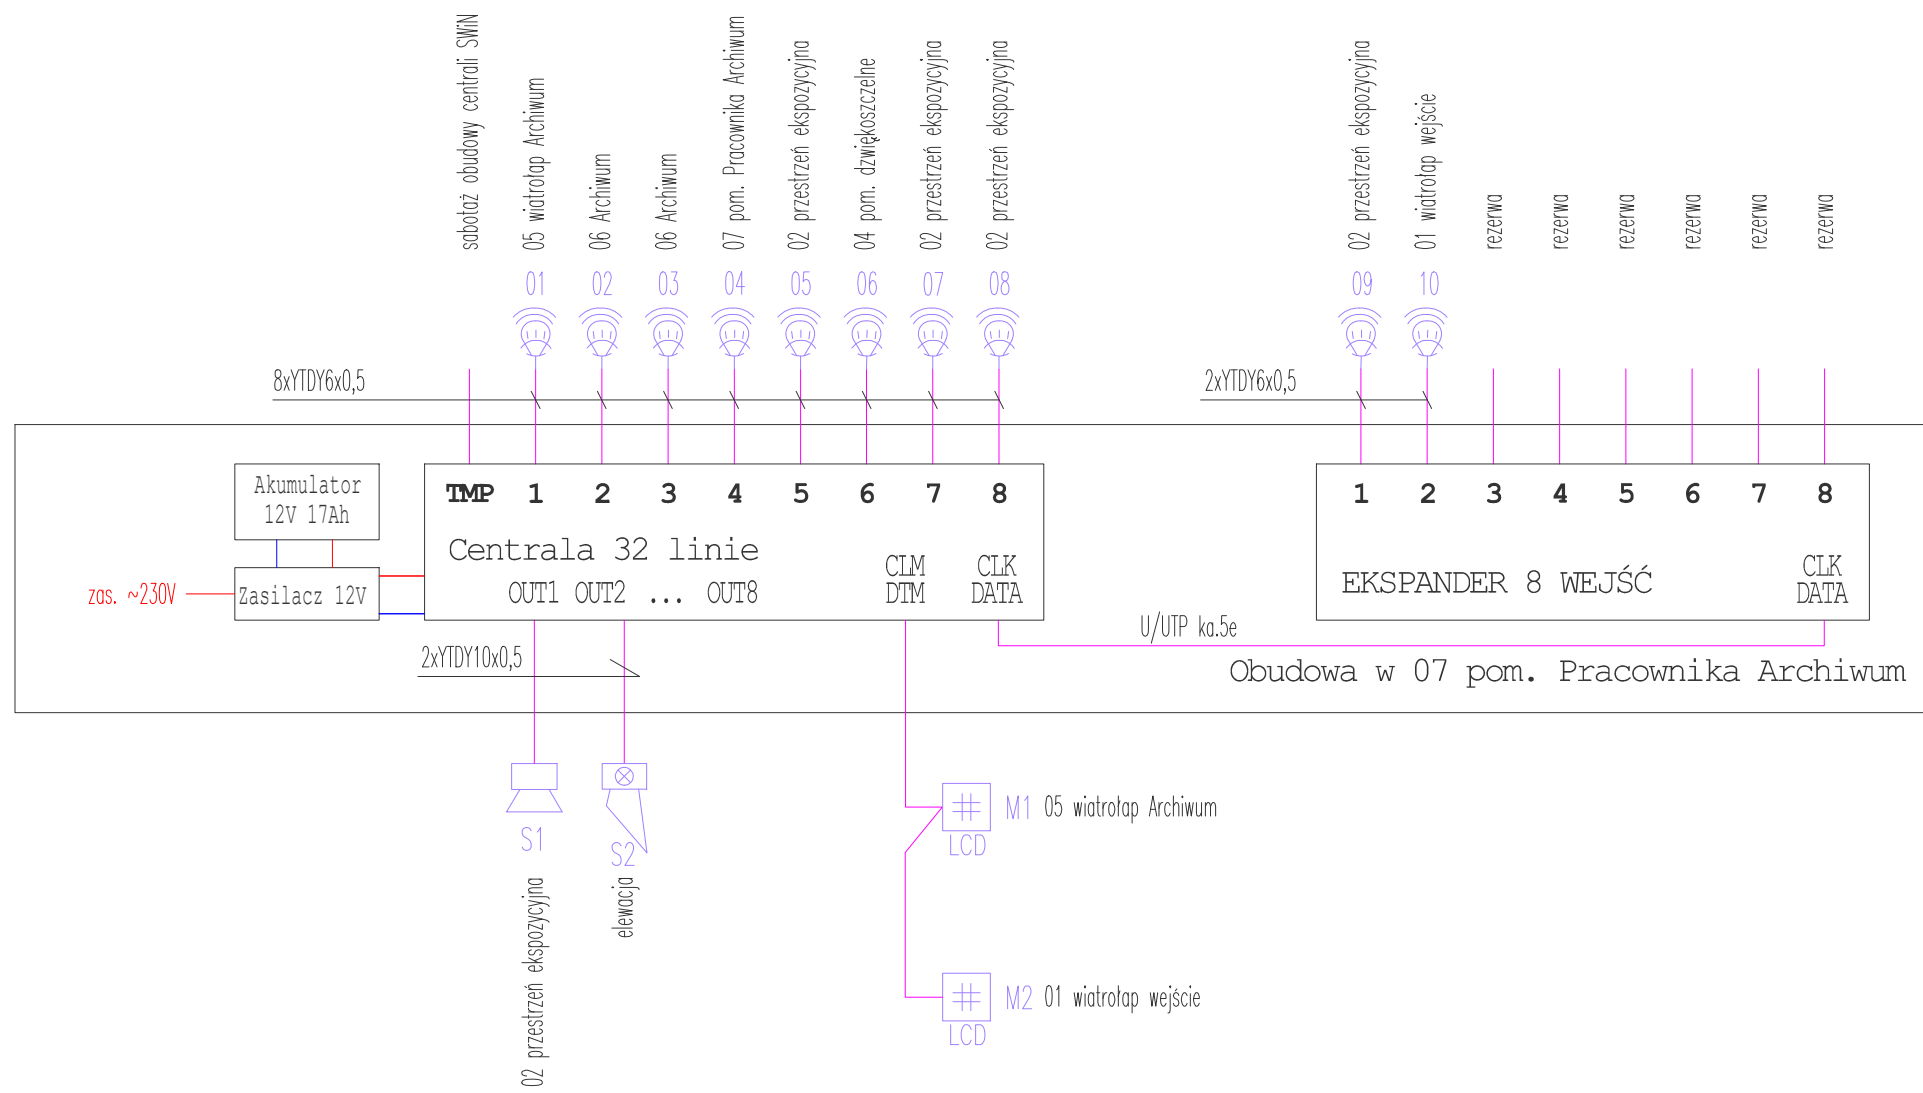 sabotaż obudowy centrali SWiN
05 wiatrołap Archiwum
06 Archiwum
06 Archiwum
07 pom. Pracownika Archiwum
02 przestrzeń ekspozycyjna
04 pom. dzwiękoszczelne
02 przestrzeń ekspozycyjna
02 przestrzeń ekspozycyjna
02 przestrzeń ekspozycyjna
01 wiatrołap wejście
rezerwa
rezerwa
rezerwa
rezerwa
rezerwa
rezerwa
01 02 03 04 05 06 07 08 09 10
8xYTDY6x0,5
2xYTDY6x0,5
Akumulator
12V 17Ah
zas. ~230V
Zasilacz 12V
TMP 1 2 3 4 5 6 7 8
Centrala 32 linie
OUT1 OUT2 ... OUT8
CLM
DTM
CLK
DATA
1 2 3 4 5 6 7 8
EKSPANDER 8 WEJŚĆ
CLK
DATA
U/UTP ka.5e
2xYTDY10x0,5
Obudowa w 07 pom. Pracownika Archiwum
S1
02 przestrzeń ekspozycyjna
S2
elewacja
M1 05 wiatrołap Archiwum
LCD
M2 01 wiatrołap wejście
LCD